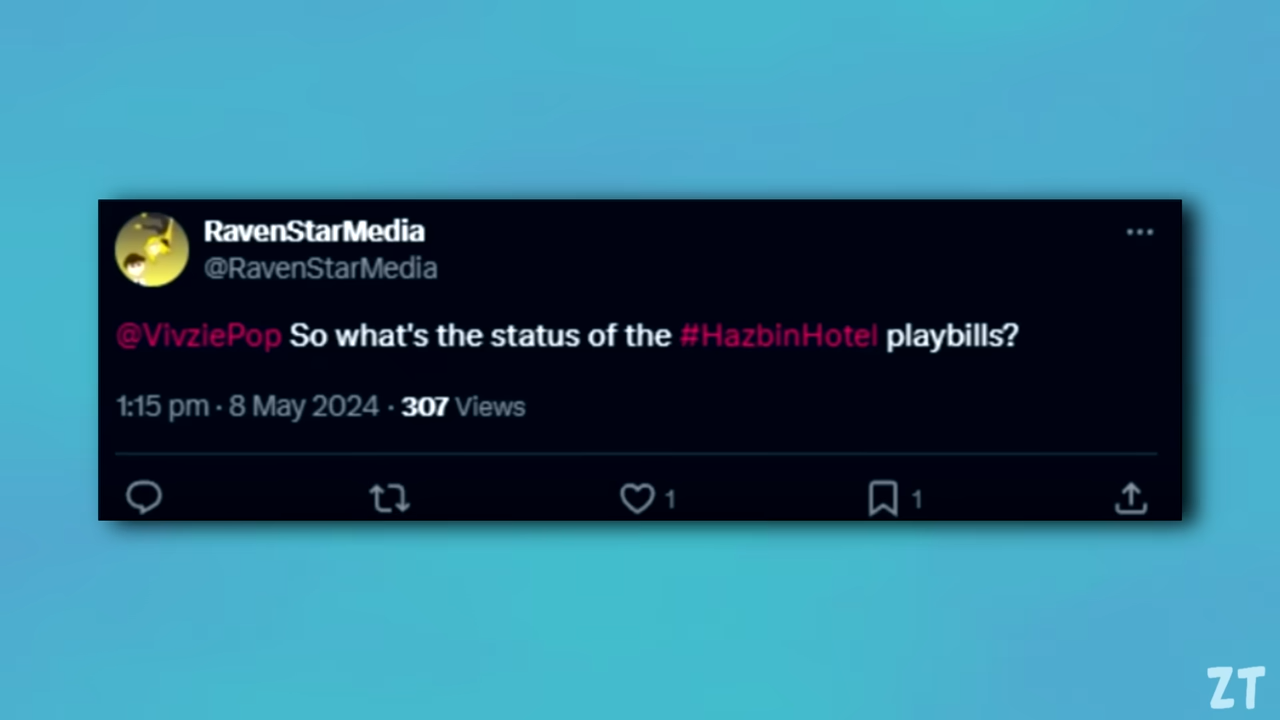 RavenStarMedia
@RavenStarMedia
@VivziePop So what's the status of the #HazbinHotel playbills?
1:15 pm · 8 May 2024 · 307 Views
1 1
ZT